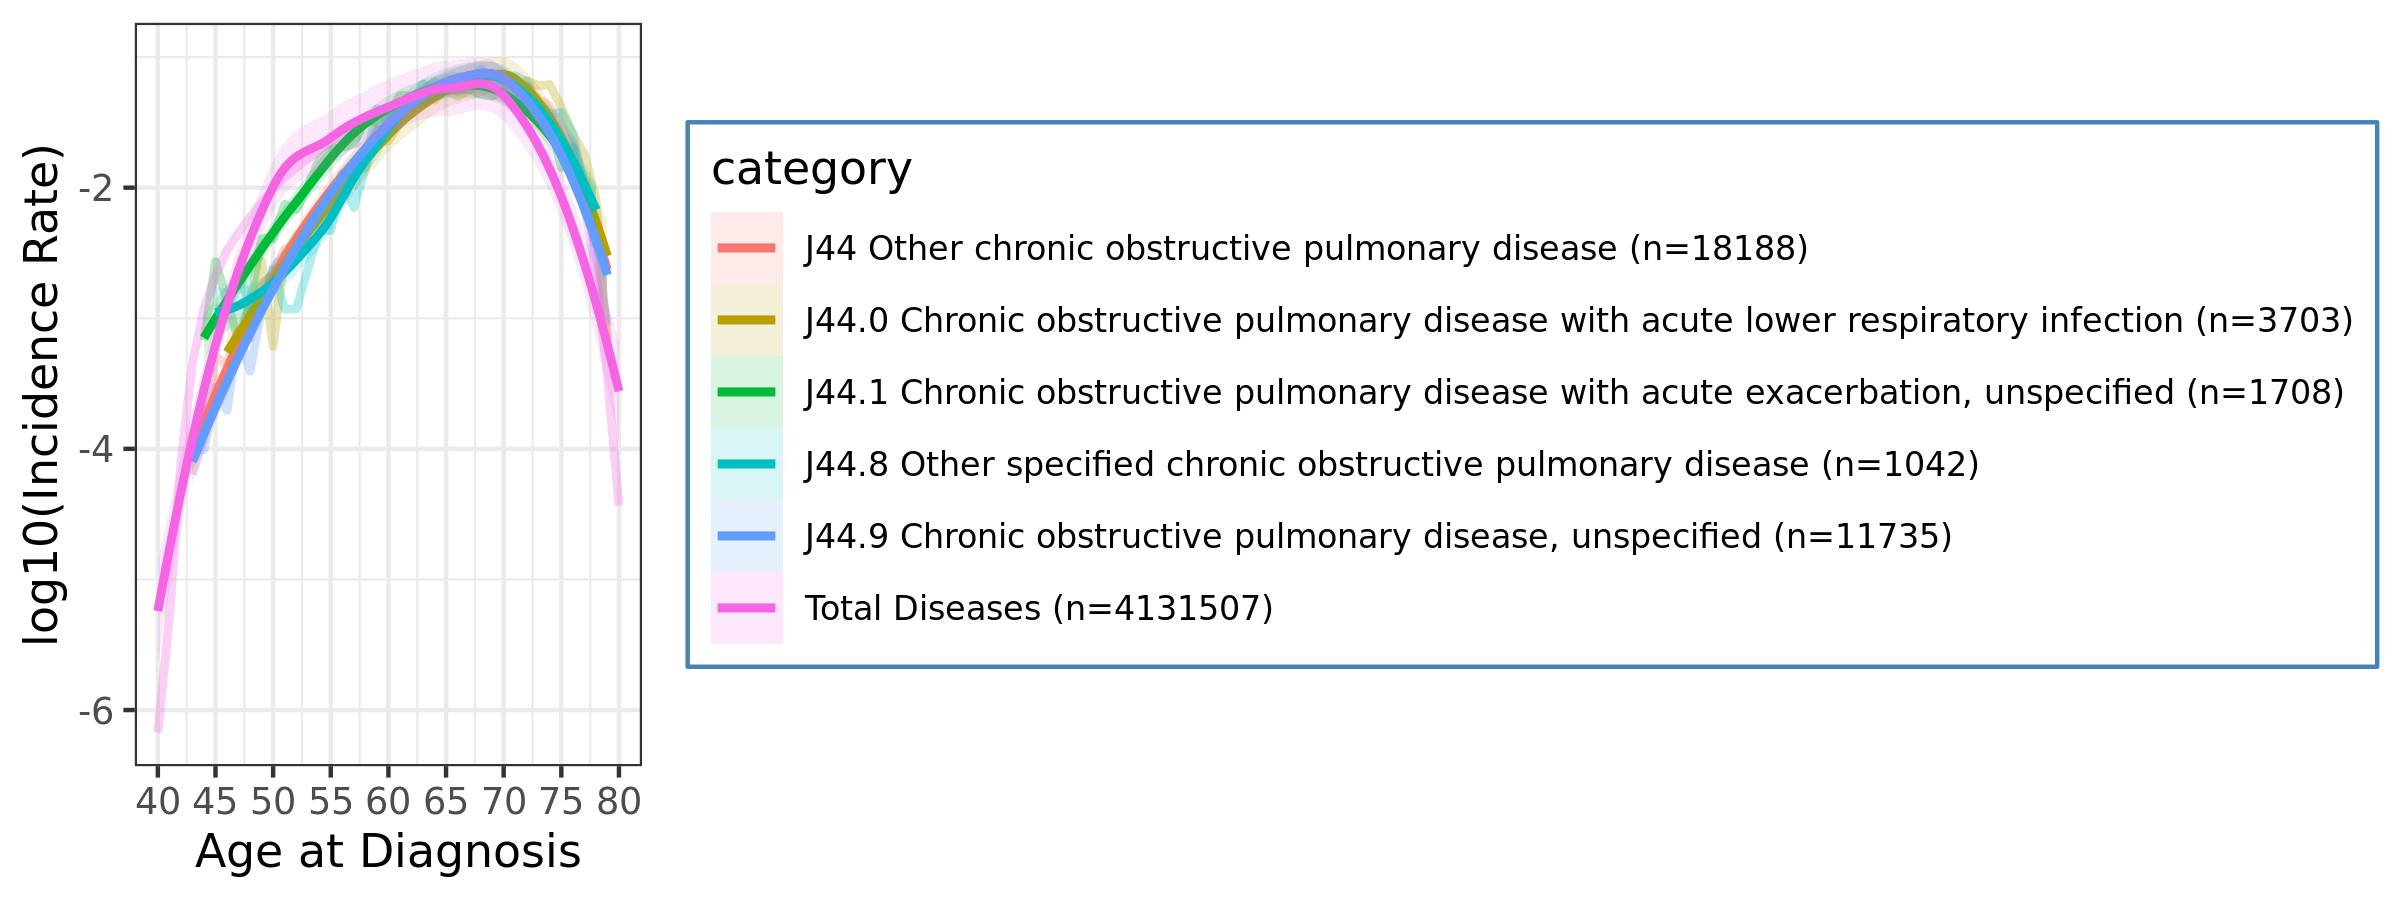 log10(Incidence Rate)
-2
-4
-6
40 45 50 55 60 65 70 75 80
Age at Diagnosis
category
J44 Other chronic obstructive pulmonary disease (n=18188)
J44.0 Chronic obstructive pulmonary disease with acute lower respiratory infection (n=3703)
J44.1 Chronic obstructive pulmonary disease with acute exacerbation, unspecified (n=1708)
J44.8 Other specified chronic obstructive pulmonary disease (n=1042)
J44.9 Chronic obstructive pulmonary disease, unspecified (n=11735)
Total Diseases (n=4131507)